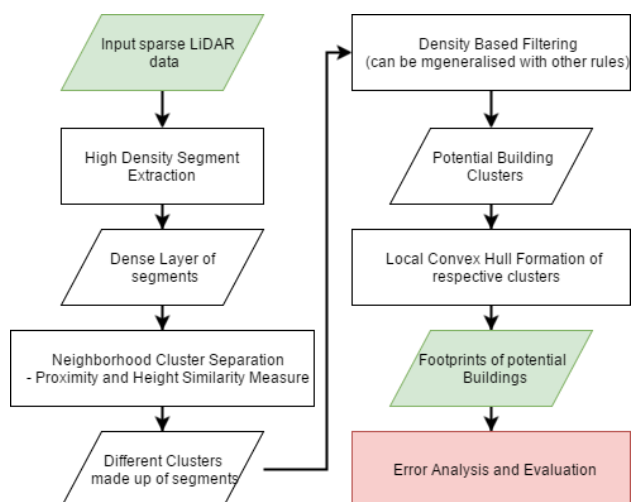 Input sparse LiDAR
data
High Density Segment
Extraction
Dense Layer of
segments
Neighborhood Cluster Separation
- Proximity and Height Similarity Measure
Different Clusters
made up of segments
Density Based Filtering
(can be mgeneralised with other rules)
Potential Building
Clusters
Local Convex Hull Formation of
respective clusters
Footprints of potential
Buildings
Error Analysis and Evaluation